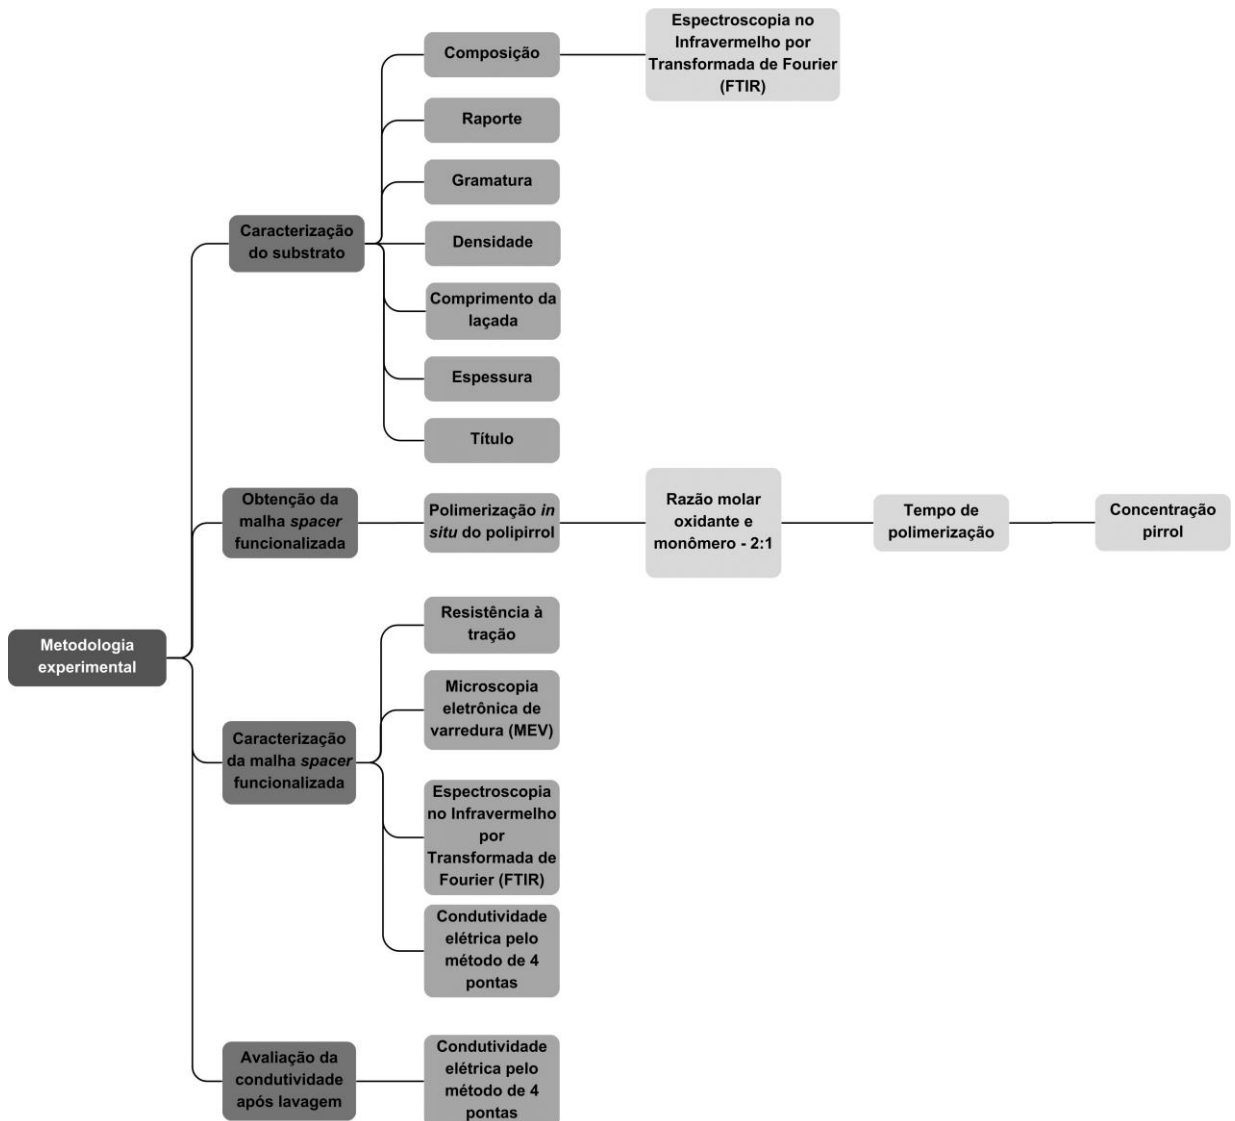 Metodologia
experimental
Caracterização
do substrato
Composição
Espectroscopia no
Infravermelho por
Transformada de Fourier
(FTIR)
Raporte
Gramatura
Densidade
Comprimento da
laçada
Espessura
Título
Obtenção da
malha spacer
funcionalizada
Polimerização in
situ do polipirrol
Razão molar
oxidante e
monômero - 2:1
Tempo de
polimerização
Concentração
pirrol
Caracterização
da malha spacer
funcionalizada
Resistência à
tração
Microscopia
eletrônica de
varredura (MEV)
Espectroscopia
no Infravermelho
por
Transformada de
Fourier (FTIR)
Condutividade
elétrica pelo
método de 4
pontas
Avaliação da
condutividade
após lavagem
Condutividade
elétrica pelo
método de 4
pontas